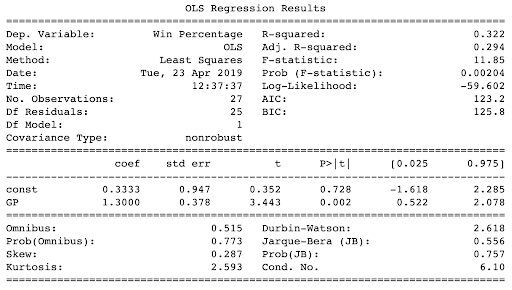 OLS Regression Results
==============================================================================
Dep. Variable: Win Percentage R-squared: 0.322
Model: OLS Adj. R-squared: 0.294
Method: Least Squares F-statistic: 11.85
Date: Tue, 23 Apr 2019 Prob (F-statistic): 0.00204
Time: 12:37:37 Log-Likelihood: -59.602
No. Observations: 27 AIC: 123.2
Df Residuals: 25 BIC: 125.8
Df Model: 1
Covariance Type: nonrobust
==============================================================================
coef std err t P>|t| [0.025 0.975]
------------------------------------------------------------------------------
const 0.3333 0.947 0.352 0.728 -1.618 2.285
GP 1.3000 0.378 3.443 0.002 0.522 2.078
==============================================================================
Omnibus: 0.515 Durbin-Watson: 2.618
Prob(Omnibus): 0.773 Jarque-Bera (JB): 0.556
Skew: 0.287 Prob(JB): 0.757
Kurtosis: 2.593 Cond. No. 6.10
==============================================================================